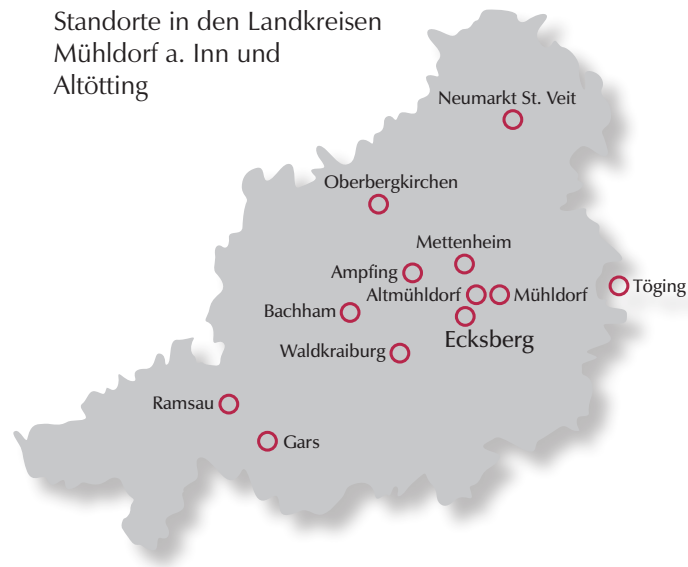 Standorte in den Landkreisen
Mühldorf a. Inn und
Altötting
Neumarkt St. Veit
Oberbergkirchen
Mettenheim
Ampfing
Altmühldorf
Mühldorf
Töging
Bachham
Ecksberg
Waldkraiburg
Ramsau
Gars